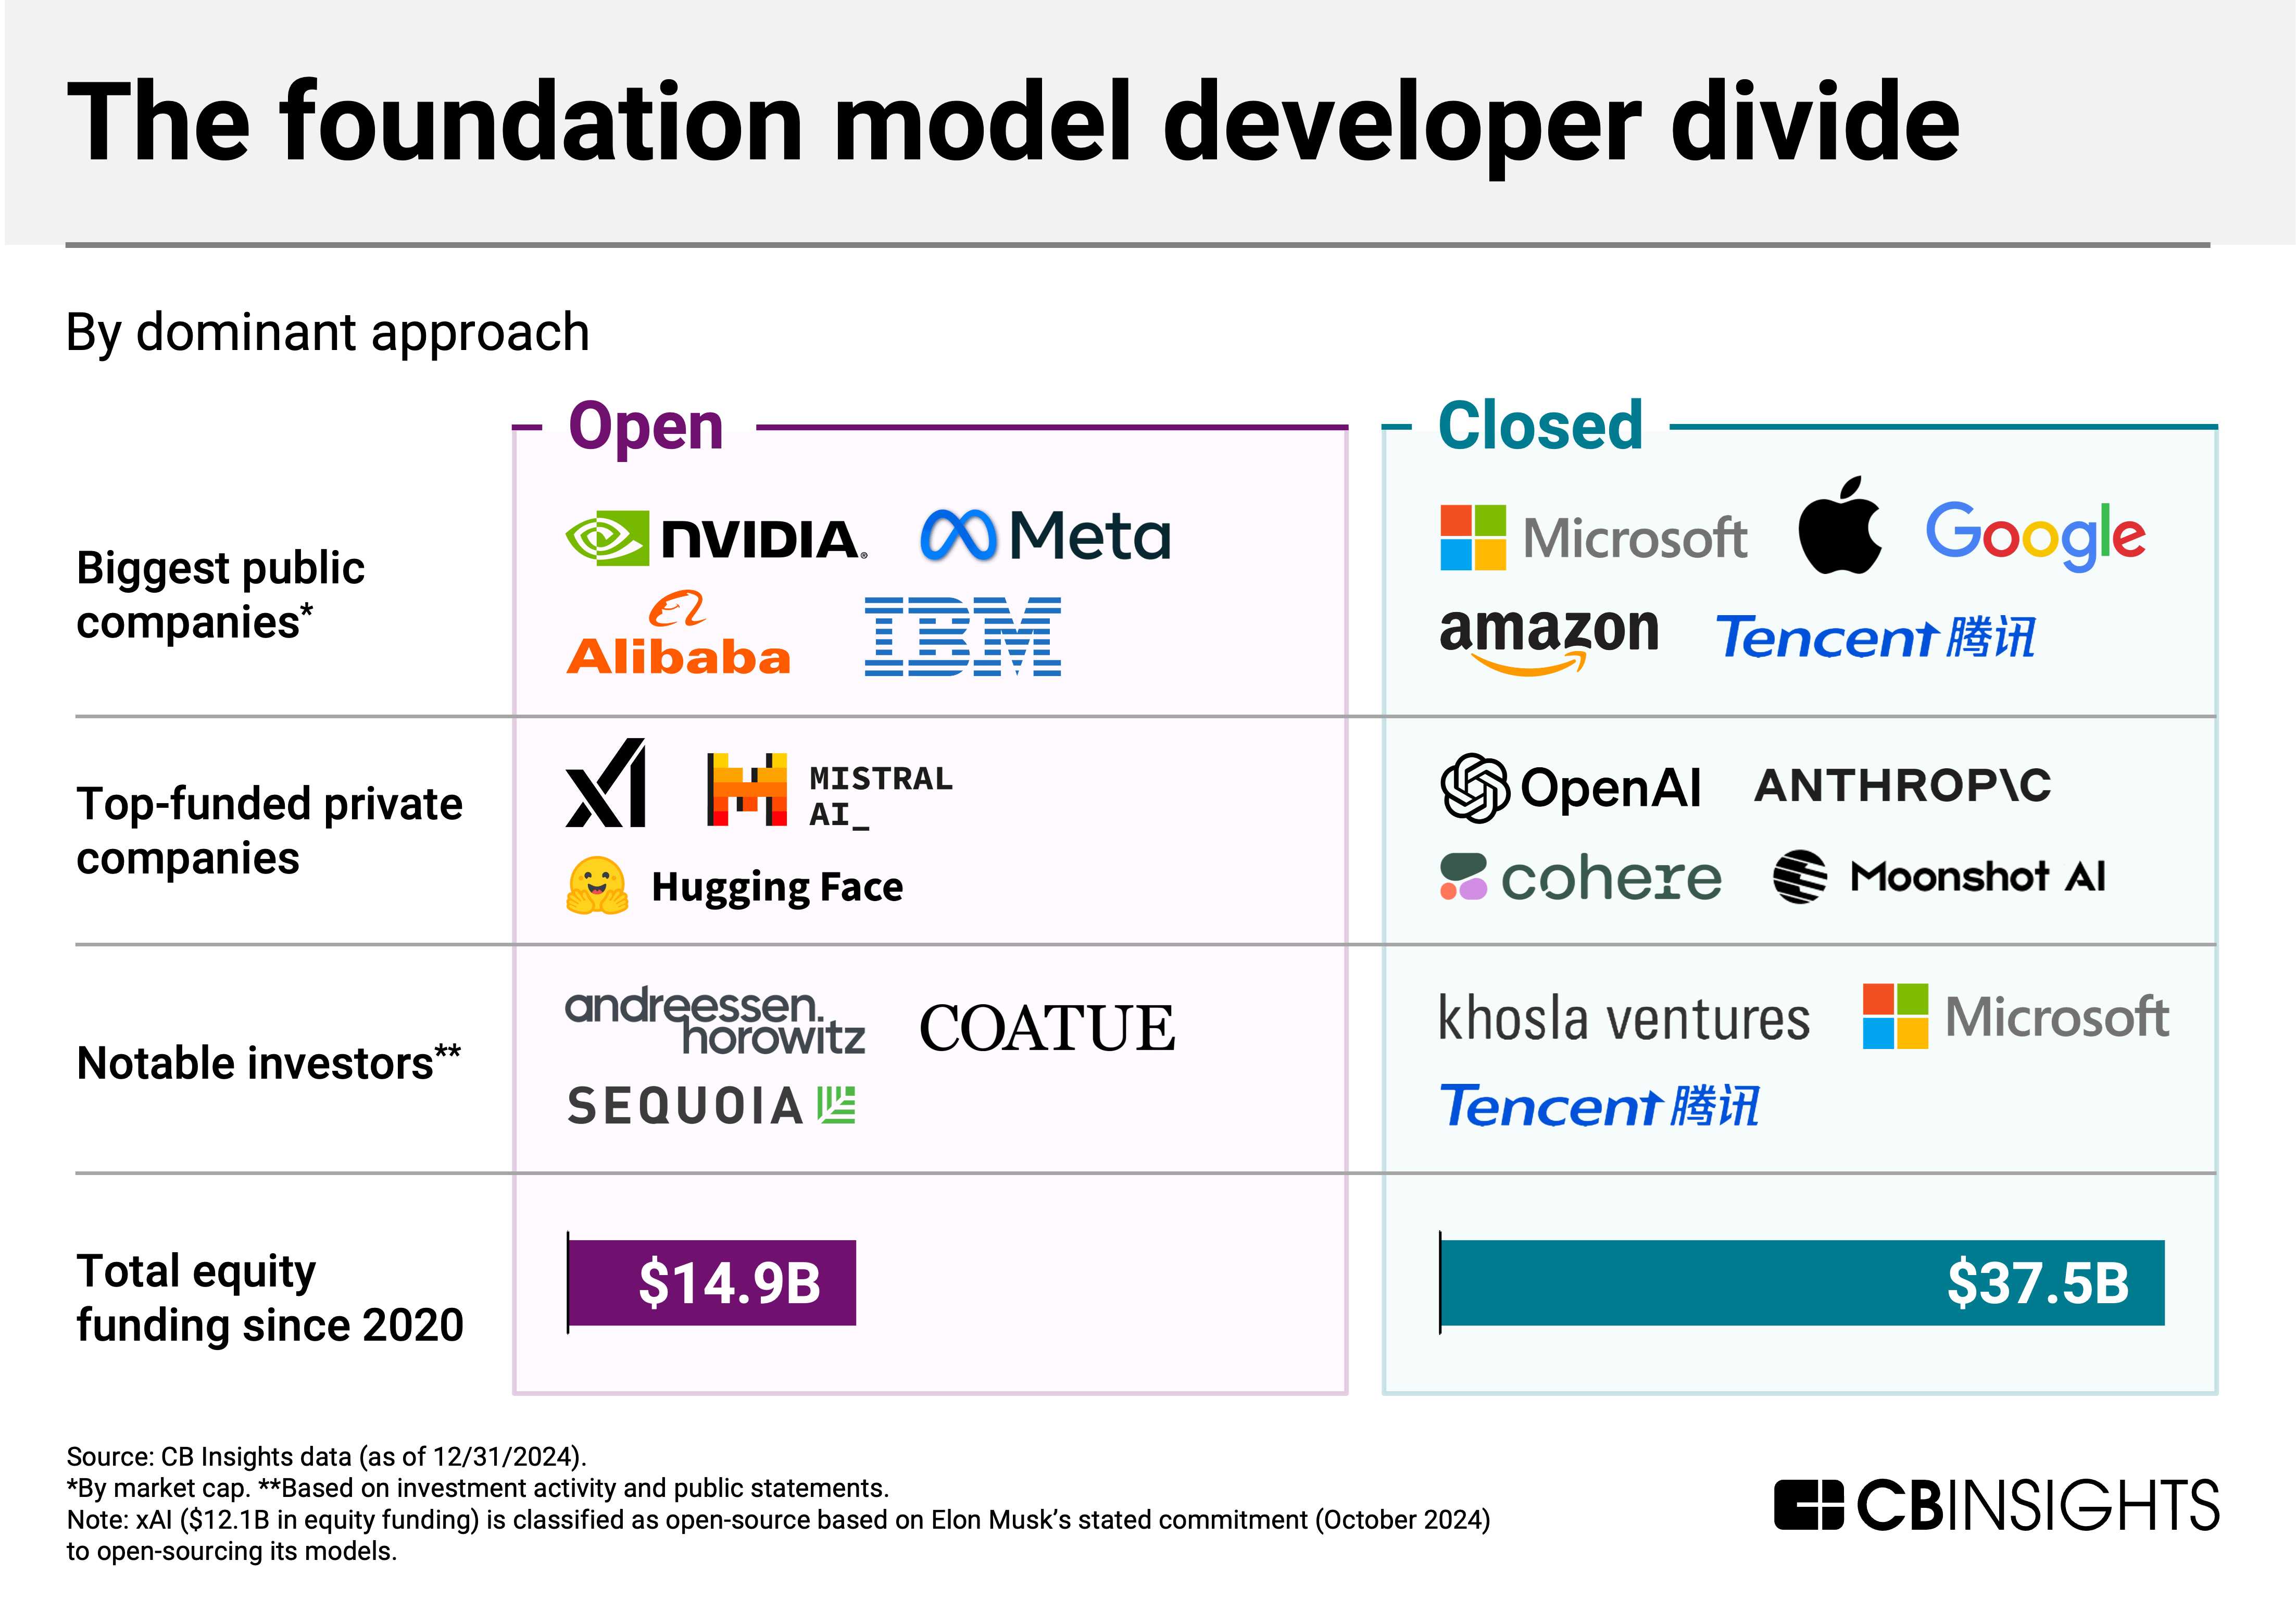 The foundation model developer divide
By dominant approach
Open
Closed
Biggest public
companies*
NVIDIA®
Meta
Alibaba
IBM
Microsoft
Google
amazon
Tencent 腾讯
Top-funded private
companies
xI
MISTRAL
AI_
Hugging Face
OpenAI
ANTHROP\C
cohere
Moonshot AI
Notable investors**
andreessen.
horowitz
COATUE
SEQUOIA
khosla ventures
Microsoft
Tencent 腾讯
Total equity
funding since 2020
$14.9B
$37.5B
Source: CB Insights data (as of 12/31/2024).
*By market cap. **Based on investment activity and public statements.
Note: xAI ($12.1B in equity funding) is classified as open-source based on Elon Musk’s stated commitment (October 2024)
to open-sourcing its models.
CBINSIGHTS